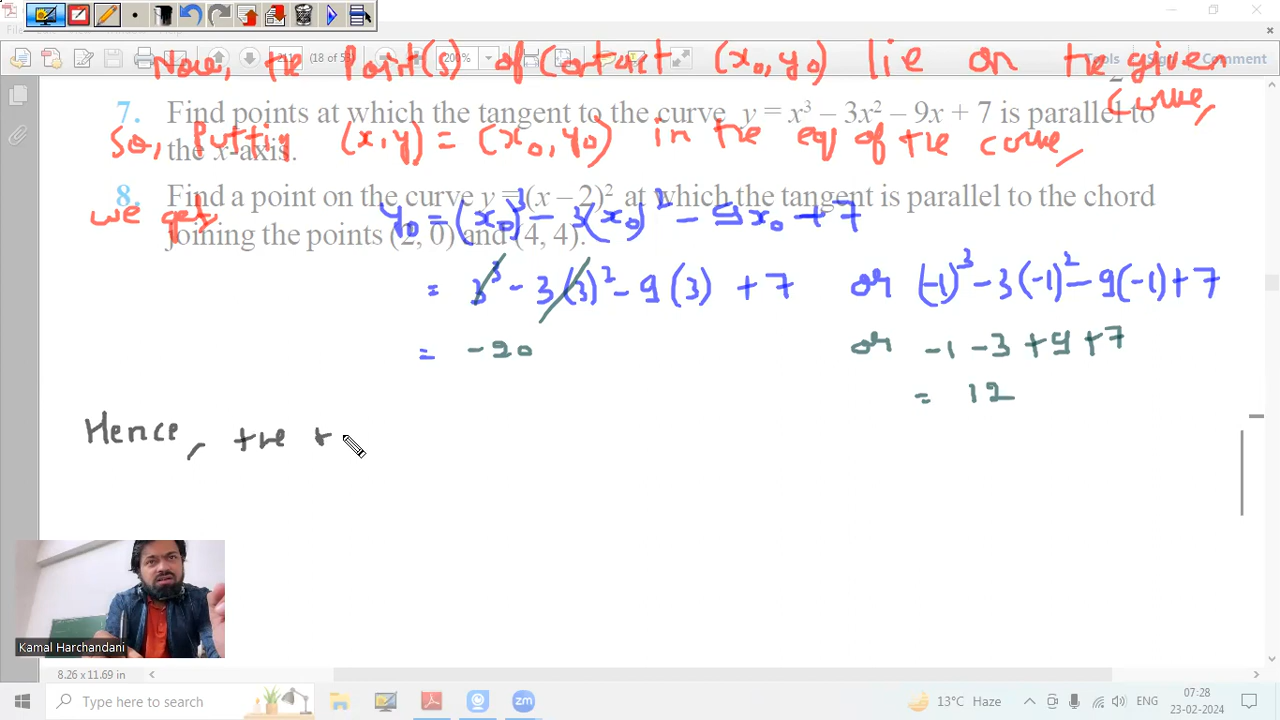 18 of 58
200%
Tools
Comment
Now, the Point(s) of Contact (x₀, y₀) lie on the given curve,
7. Find points at which the tangent to the curve y = x³ – 3x² – 9x + 7 is parallel to
so, putting (x,y) = (x₀, y₀) in the eq of the curve,
the x-axis.
8. Find a point on the curve y = (x – 2)² at which the tangent is parallel to the chord
we get, y₀ = (x₀)³ - 3(x₀)² - 9x₀ + 7
joining the points (2, 0) and (4, 4).
= 3³ - 3(3)² - 9(3) + 7 or (-1)³ - 3(-1)² - 9(-1) + 7
= -20 or -1 -3 +9 +7
= 12
Hence, the t
Kamal Harchandani
8.26 x 11.69 in
Type here to search
zm
13°C Haze
ENG
07:28
23-02-2024